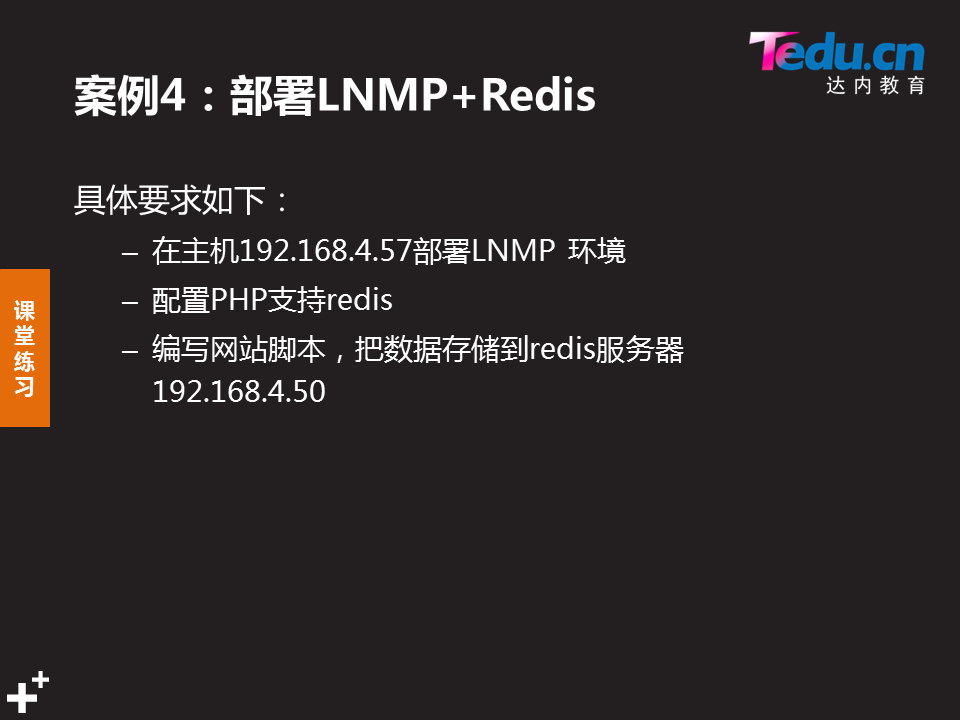 Tedu.cn
达内教育
案例4：部署LNMP+Redis
具体要求如下：
– 在主机192.168.4.57部署LNMP 环境
– 配置PHP支持redis
– 编写网站脚本，把数据存储到redis服务器
192.168.4.50
课
堂
练
习